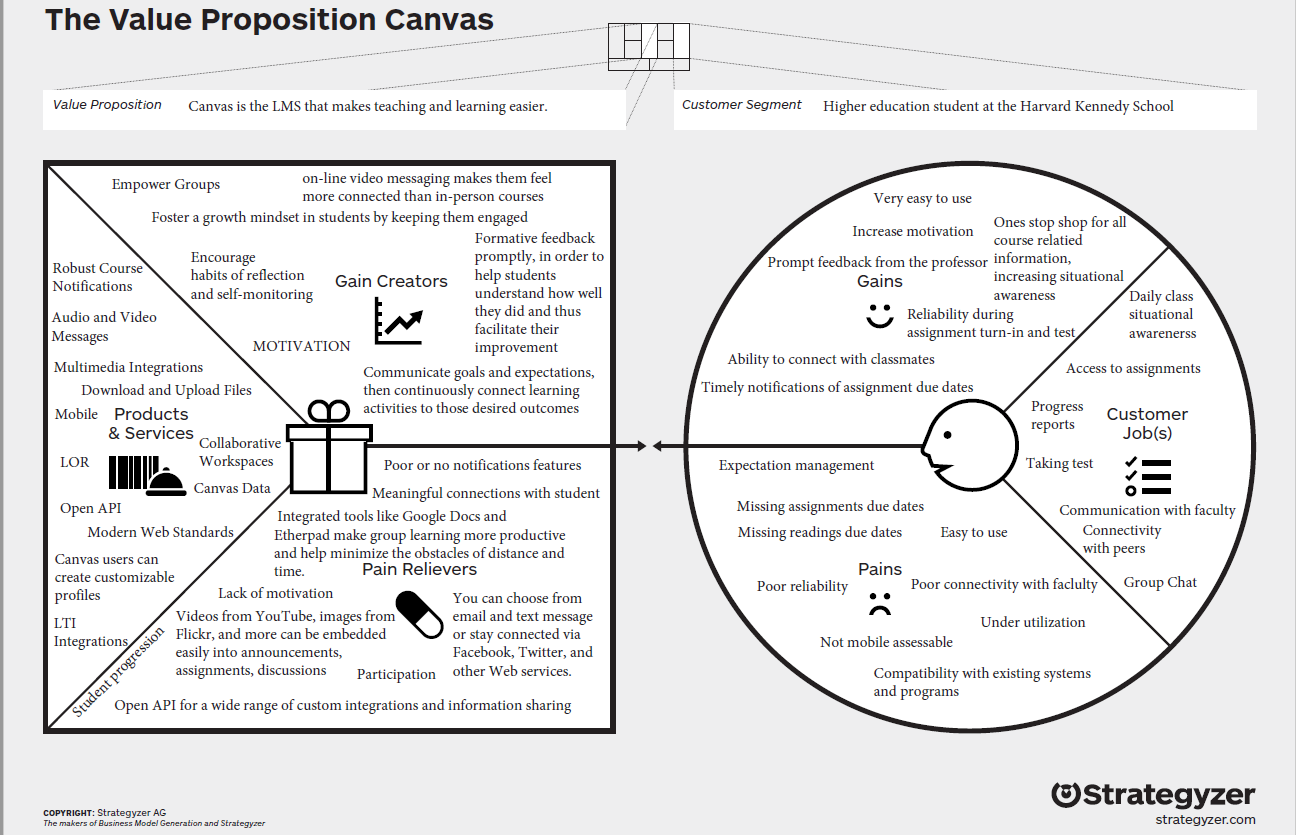 The Value Proposition Canvas
Value Proposition
Canvas is the LMS that makes teaching and learning easier.
Customer Segment
Higher education student at the Harvard Kennedy School
Empower Groups
on-line video messaging makes them feel
more connected than in-person courses
Foster a growth mindset in students by keeping them engaged
Encourage
habits of reflection
and self-monitoring
Gain Creators
Formative feedback
promptly, in order to
help students
understand how well
they did and thus
facilitate their
improvement
MOTIVATION
Communicate goals and expectations,
then continuously connect learning
activities to those desired outcomes
Robust Course
Notifications
Audio and Video
Messages
Multimedia Integrations
Download and Upload Files
Mobile
Products
& Services
Collaborative
Workspaces
LOR
Canvas Data
Open API
Modern Web Standards
Canvas users can
create customizable
profiles
LTI
Integrations
Student progression
Poor or no notifications features
Meaningful connections with student
Integrated tools like Google Docs and
Etherpad make group learning more productive
and help minimize the obstacles of distance and
time.
Pain Relievers
Lack of motivation
Videos from YouTube, images from
Flickr, and more can be embedded
easily into announcements,
assignments, discussions
You can choose from
email and text message
or stay connected via
Facebook, Twitter, and
other Web services.
Participation
Open API for a wide range of custom integrations and information sharing
Very easy to use
Increase motivation
Ones stop shop for all
course relatied
information,
increasing situational
awareness
Prompt feedback from the professor
Gains
Reliability during
assignment turn-in and test
Ability to connect with classmates
Timely notifications of assignment due dates
Daily class
situational
awarenerss
Access to assignments
Progress
reports
Customer
Job(s)
Taking test
Communication with faculty
Connectivity
with peers
Group Chat
Expectation management
Missing assignments due dates
Missing readings due dates
Easy to use
Pains
Poor reliability
Poor connectivity with faculty
Under utilization
Not mobile assessable
Compatibility with existing systems
and programs
COPYRIGHT: Strategyzer AG
The makers of Business Model Generation and Strategyzer
Strategyzer
strategyzer.com